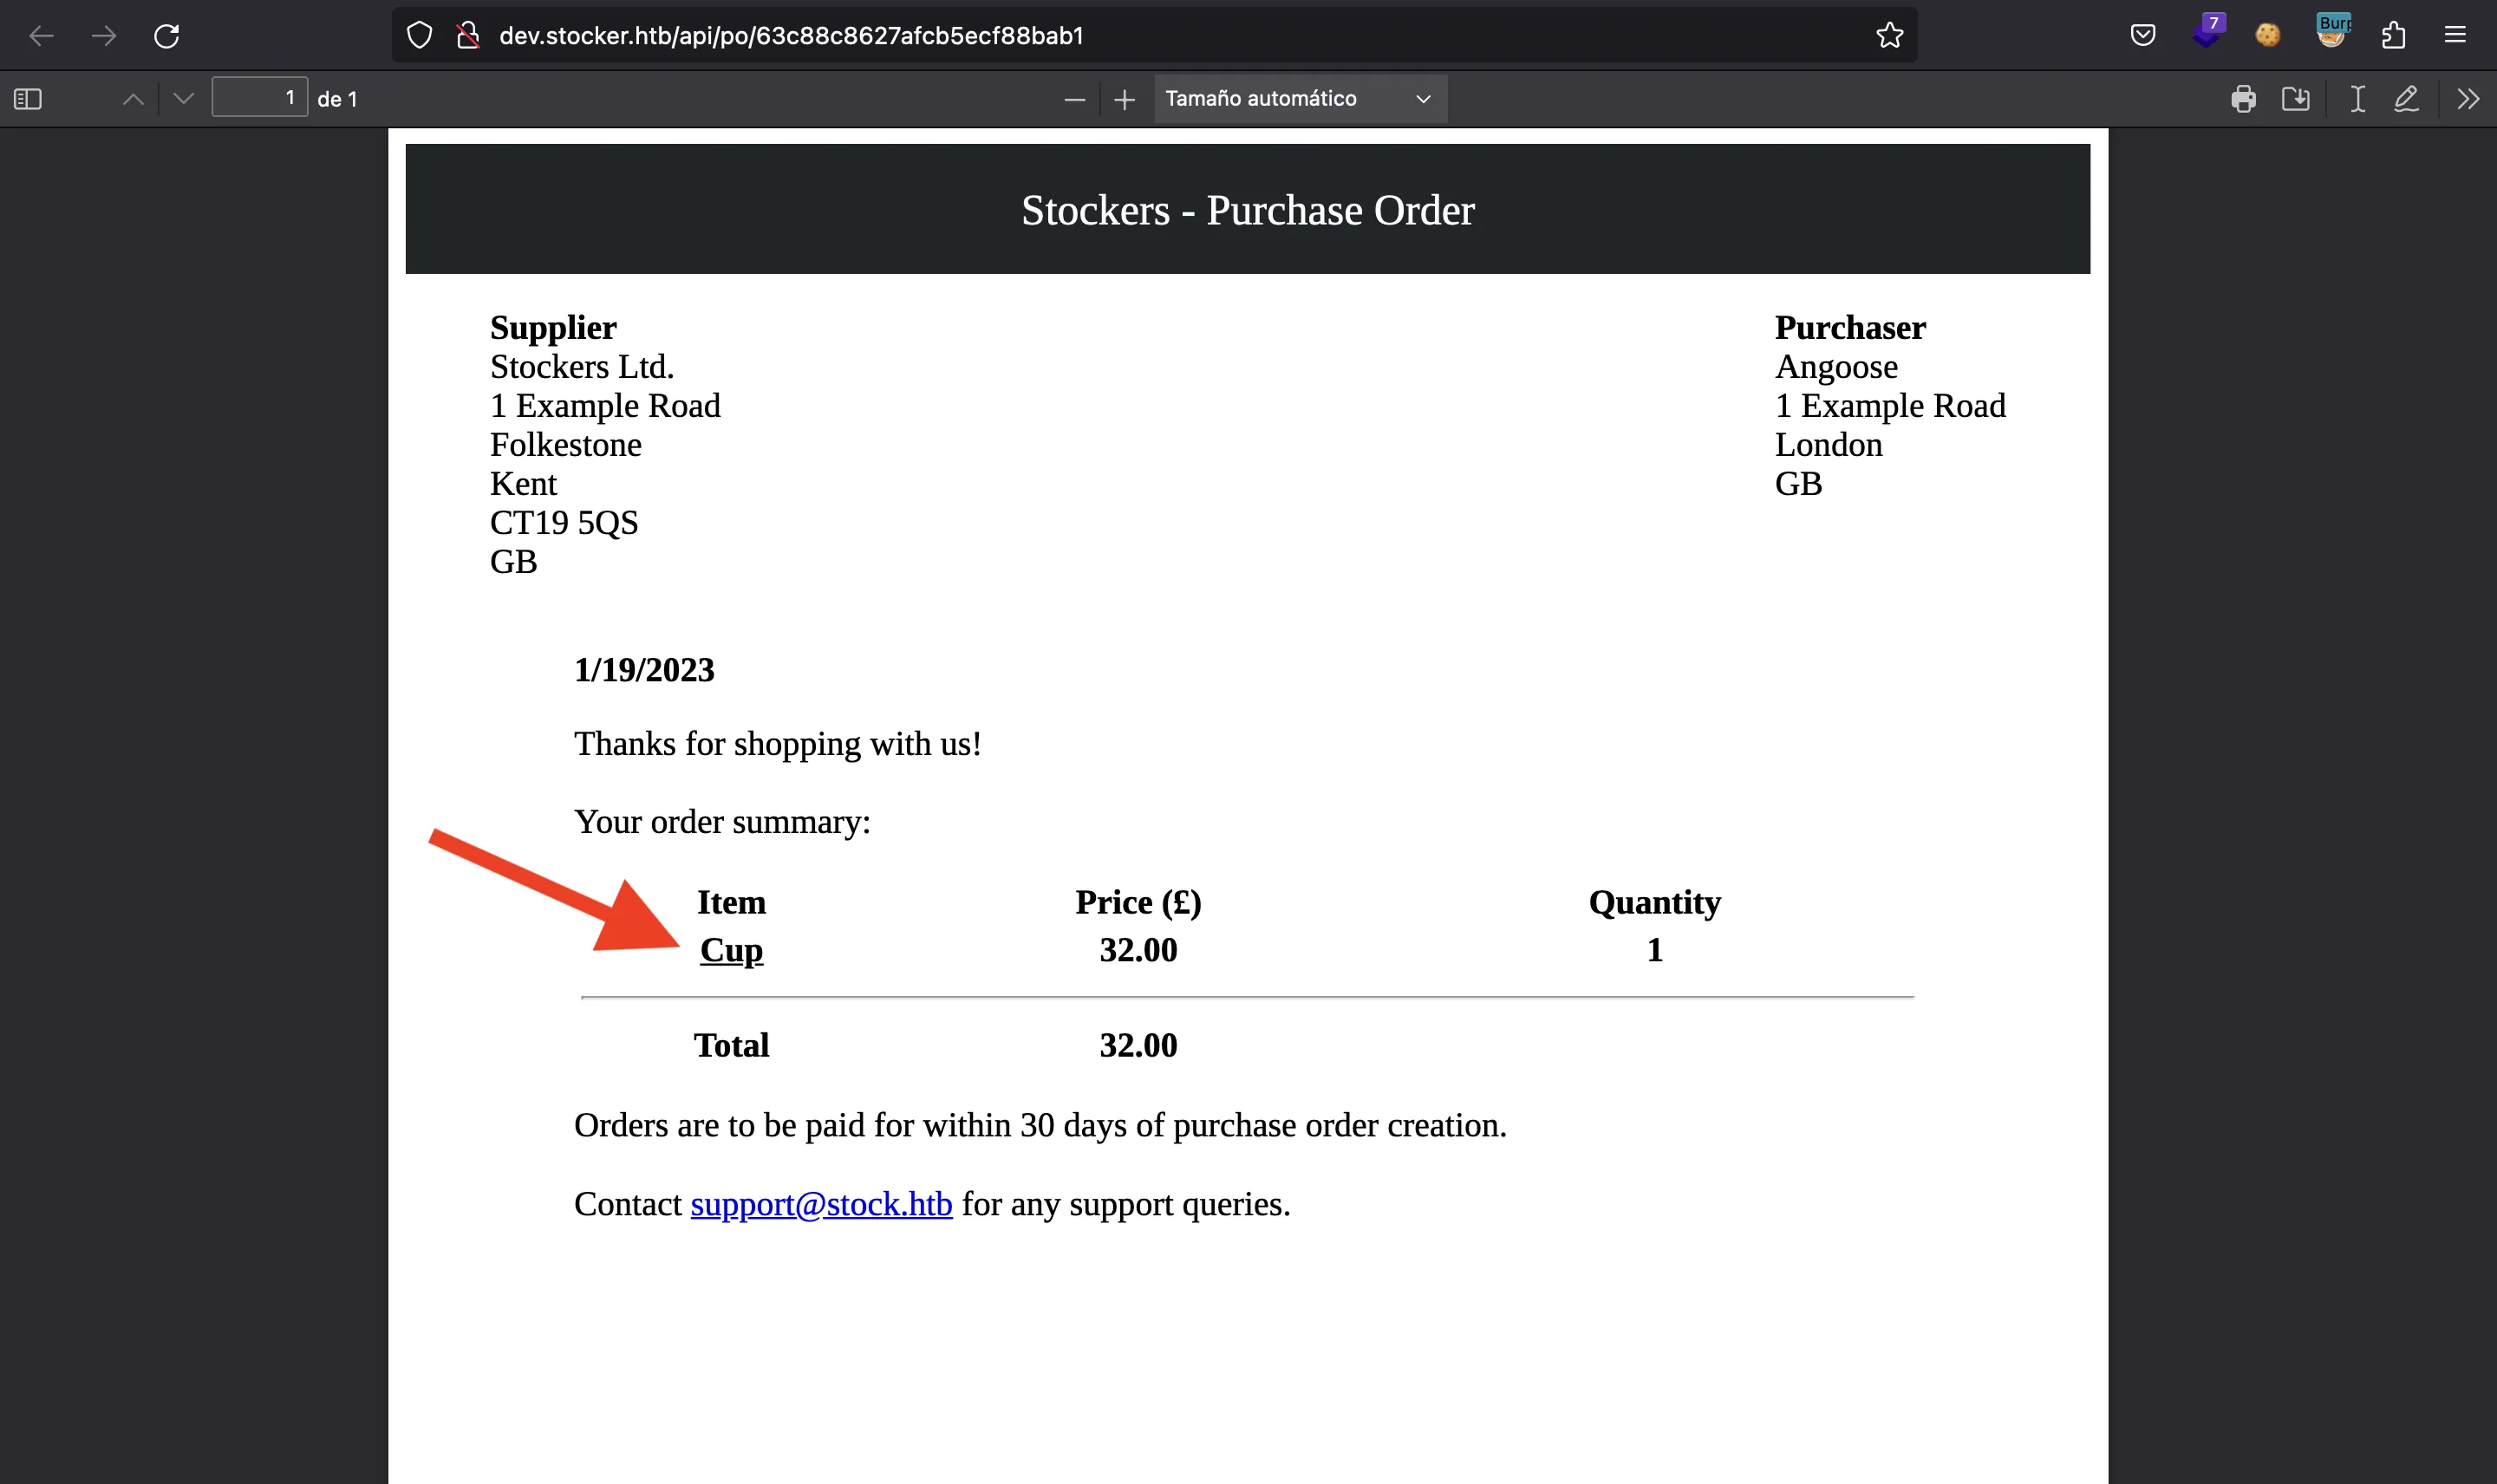 dev.stocker.htb/api/po/63c88c8627afcb5ecf88bab1
7
Burp
1 de 1
Tamaño automático
Stockers - Purchase Order
Supplier
Stockers Ltd.
1 Example Road
Folkestone
Kent
CT19 5QS
GB
Purchaser
Angoose
1 Example Road
London
GB
1/19/2023
Thanks for shopping with us!
Your order summary:
Item Price (£) Quantity
Cup 32.00 1
Total 32.00
Orders are to be paid for within 30 days of purchase order creation.
Contact support@stock.htb for any support queries.